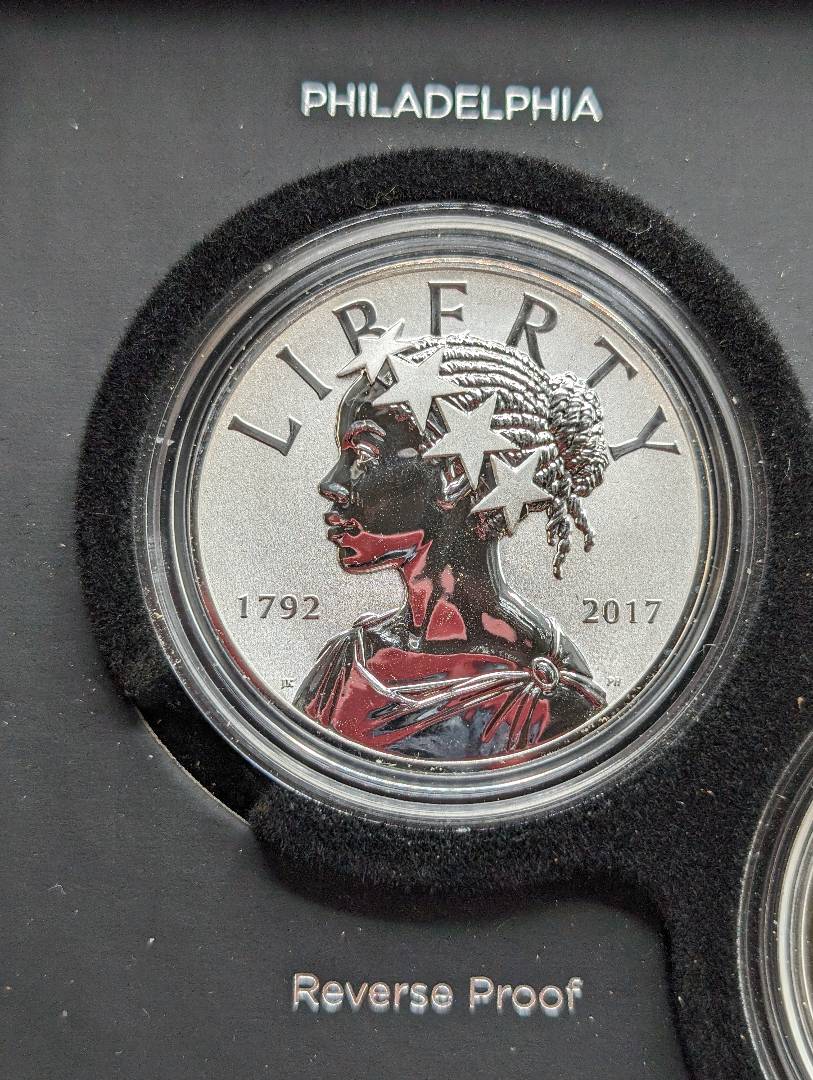 PHILADELPHIA
LIBERTY
1792 2017
Reverse Proof